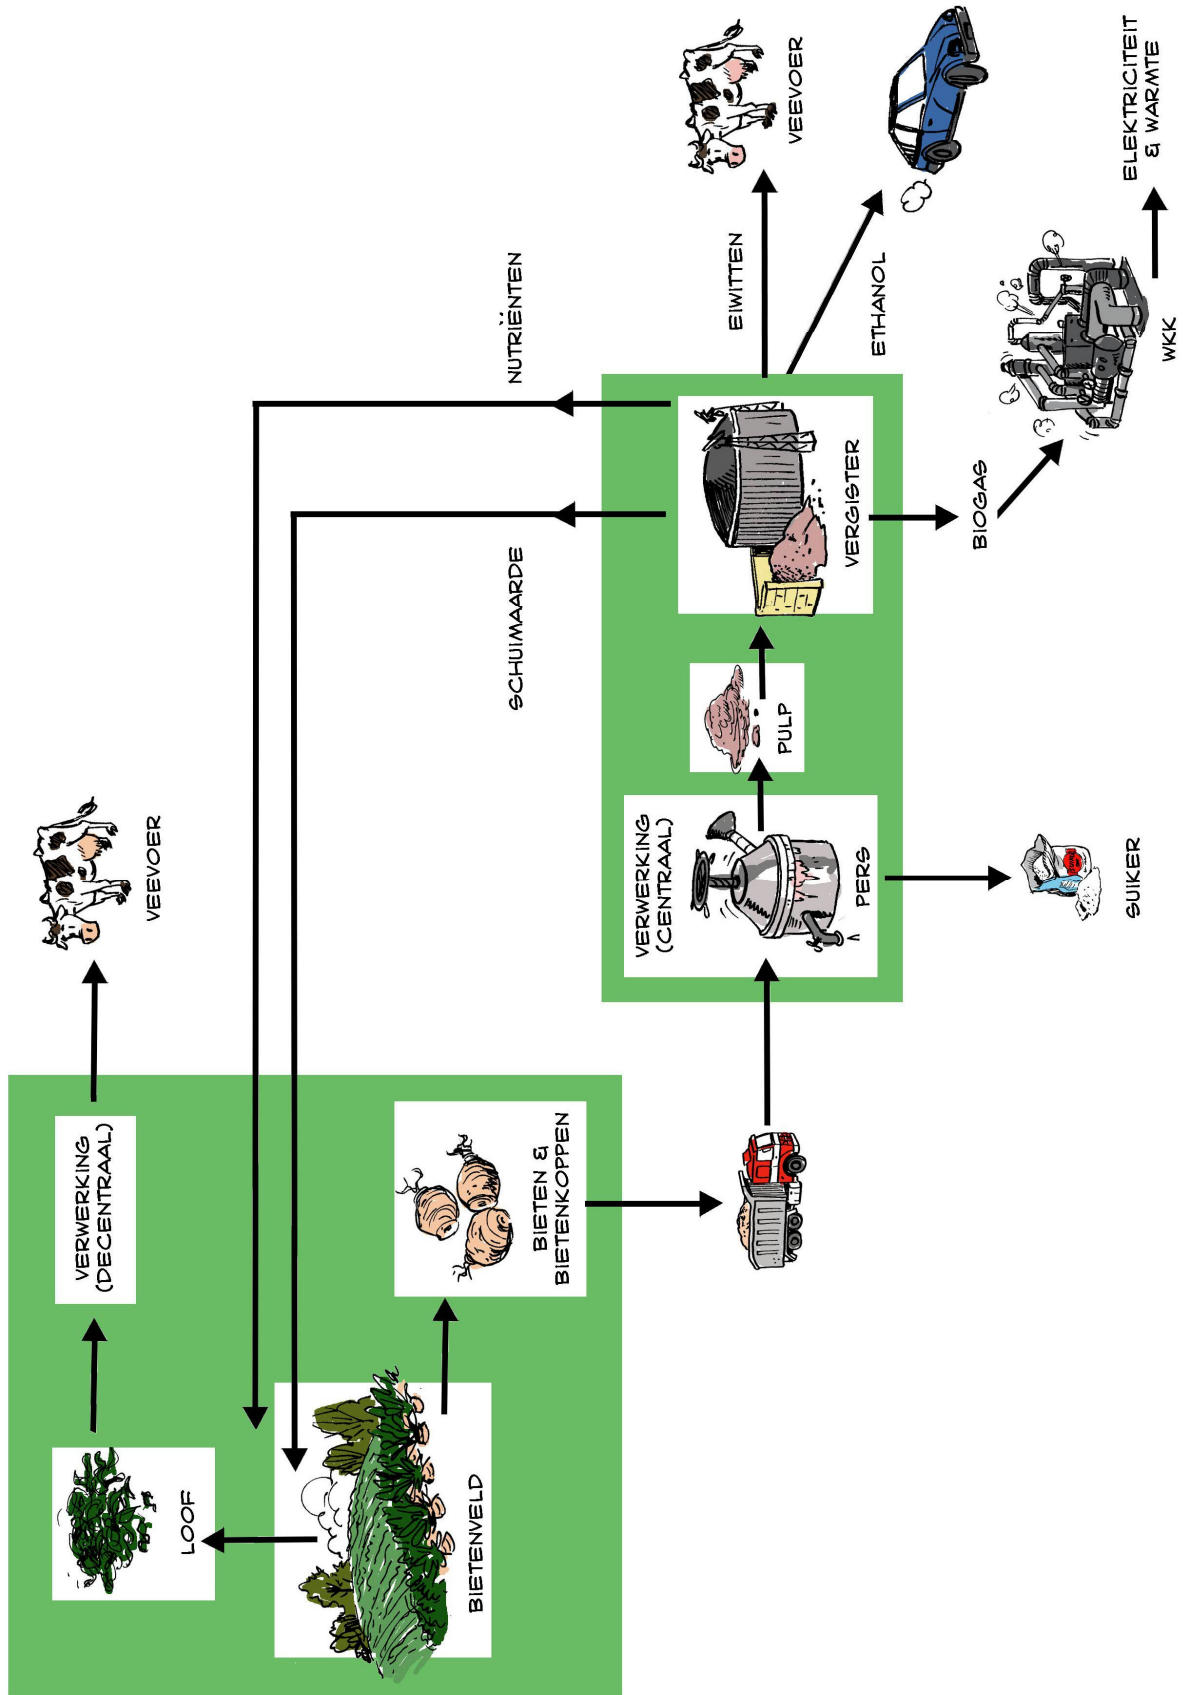 LOOF
VERWERKING
(DECENTRAAL)
VEEVOER
BIETENVELD
BIETEN &
BIETENKOPPEN
SCHUIMAARDE
NUTRIËNTEN
VERWERKING
(CENTRAAL)
PERS
PULP
VERGISTER
EIWITTEN
VEEVOER
ETHANOL
SUIKER
BIOGAS
WKK
ELEKTRICITEIT
& WARMTE